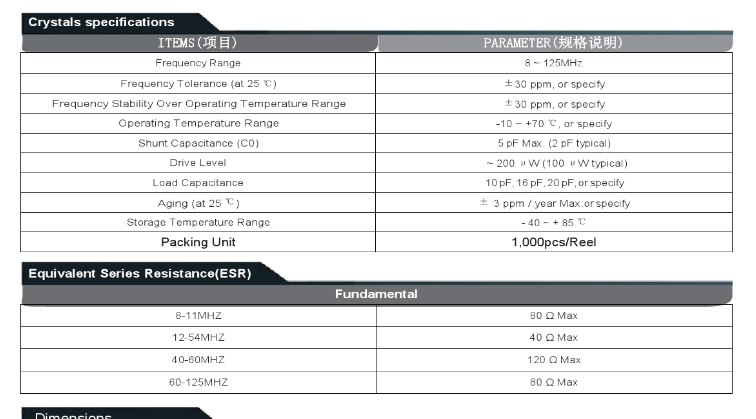 Crystals specifications
ITEMS(项目) PARAMETER(规格说明)
Frequency Range 8 ~ 125MHz
Frequency Tolerance (at 25 ℃) ±30 ppm, or specify
Frequency Stability Over Operating Temperature Range ±30 ppm, or specify
Operating Temperature Range -10 ~ +70 ℃, or specify
Shunt Capacitance (C0) 5 pF Max. (2 pF typical)
Drive Level ~ 200 μW (100 μW typical)
Load Capacitance 10 pF, 16 pF, 20 pF, or specify
Aging (at 25 ℃) ± 3 ppm / year Max.or specify
Storage Temperature Range - 40 ~ + 85 ℃
Packing Unit 1,000pcs/Reel
Equivalent Series Resistance(ESR)
Fundamental
8-11MHZ 80 Ω Max
12-54MHZ 40 Ω Max
40-60MHZ 120 Ω Max
60-125MHZ 80 Ω Max
Dimensions